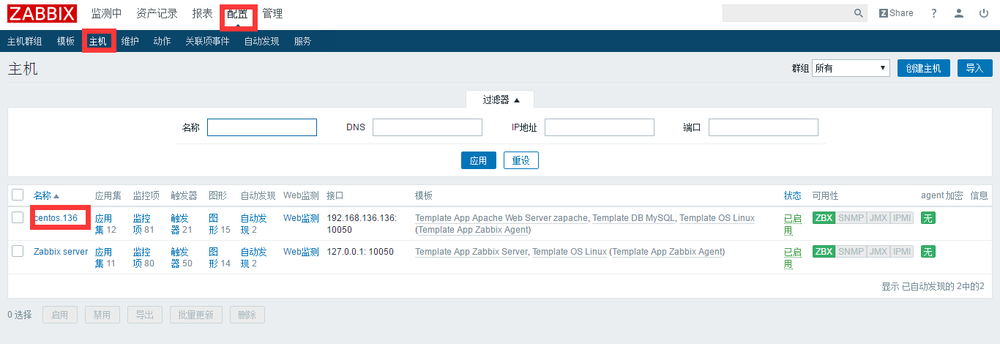 ZABBIX 监测中 资产记录 报表 配置 管理 Z Share ?
主机群组 模板 主机 维护 动作 关联项事件 自动发现 服务
主机 群组 所有 创建主机 导入
过滤器
名称 DNS IP地址 端口
应用 重设
名称 应用集 监控项 触发器 图形 自动发现 Web监测 接口 模板 状态 可用性 agent 加密 信息
centos.136 应用 监控 触发 图 自动发 Web监测 192.168.136.136: Template App Apache Web Server zapache, Template DB MySQL, Template OS Linux 已启 ZBX SNMP JMX IPMI 无
集 12 项 81 器 21 形 15 现 2 10050 (Template App Zabbix Agent) 用
Zabbix server 应用 监控 触发 图 自动发 Web监测 127.0.0.1: 10050 Template App Zabbix Server, Template OS Linux (Template App Zabbix Agent) 已启 ZBX SNMP JMX IPMI 无
集 11 项 80 器 50 形 14 现 2 用
显示 已自动发现的 2中的2
0 选择 启用 禁用 导出 批量更新 删除